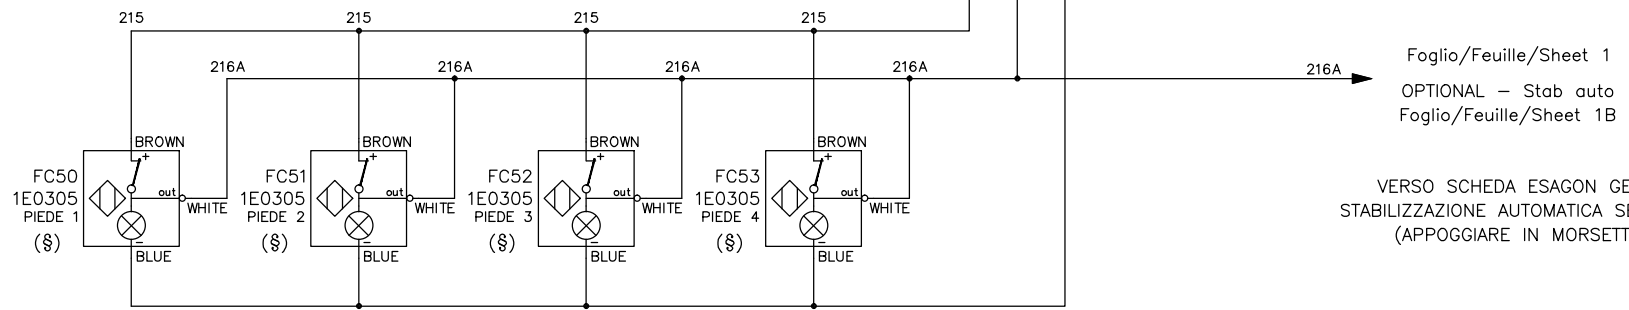 215 215 215 215
216A 216A 216A 216A 216A
Foglio/Feuille/Sheet 1
OPTIONAL - Stab auto
Foglio/Feuille/Sheet 1B
BROWN BROWN BROWN BROWN
+ + + +
FC50 FC51 FC52 FC53
1E0305 out 1E0305 out 1E0305 out 1E0305 out
WHITE WHITE WHITE WHITE
PIEDE 1 PIEDE 2 PIEDE 3 PIEDE 4
(§) (§) (§) (§)
- - - -
BLUE BLUE BLUE BLUE
VERSO SCHEDA ESAGON GE
STABILIZZAZIONE AUTOMATICA SE
(APPOGGIARE IN MORSETT